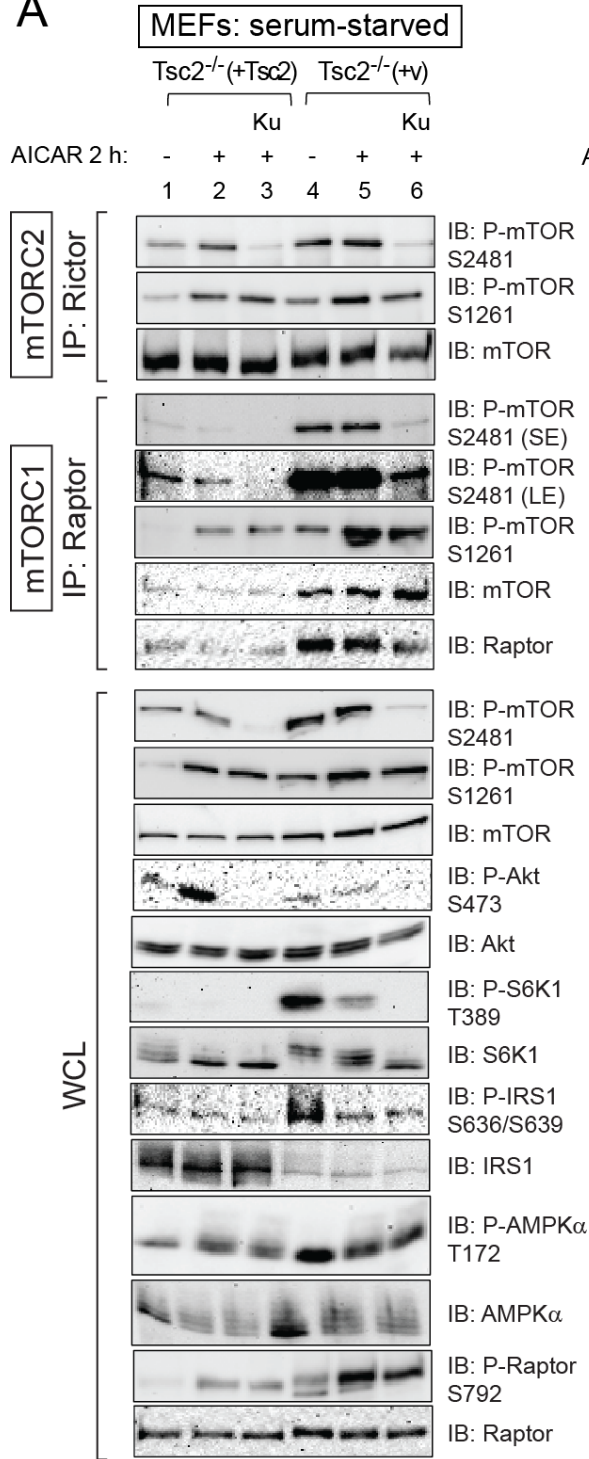 A
MEFs: serum-starved
Tsc2-/-(+Tsc2) Tsc2-/-(+v)
Ku Ku
AICAR 2 h: - + + - + + A
1 2 3 4 5 6
mTORC2
IP: Rictor
IB: P-mTOR
S2481
IB: P-mTOR
S1261
IB: mTOR
mTORC1
IP: Raptor
IB: P-mTOR
S2481 (SE)
IB: P-mTOR
S2481 (LE)
IB: P-mTOR
S1261
IB: mTOR
IB: Raptor
WCL
IB: P-mTOR
S2481
IB: P-mTOR
S1261
IB: mTOR
IB: P-Akt
S473
IB: Akt
IB: P-S6K1
T389
IB: S6K1
IB: P-IRS1
S636/S639
IB: IRS1
IB: P-AMPKα
T172
IB: AMPKα
IB: P-Raptor
S792
IB: Raptor